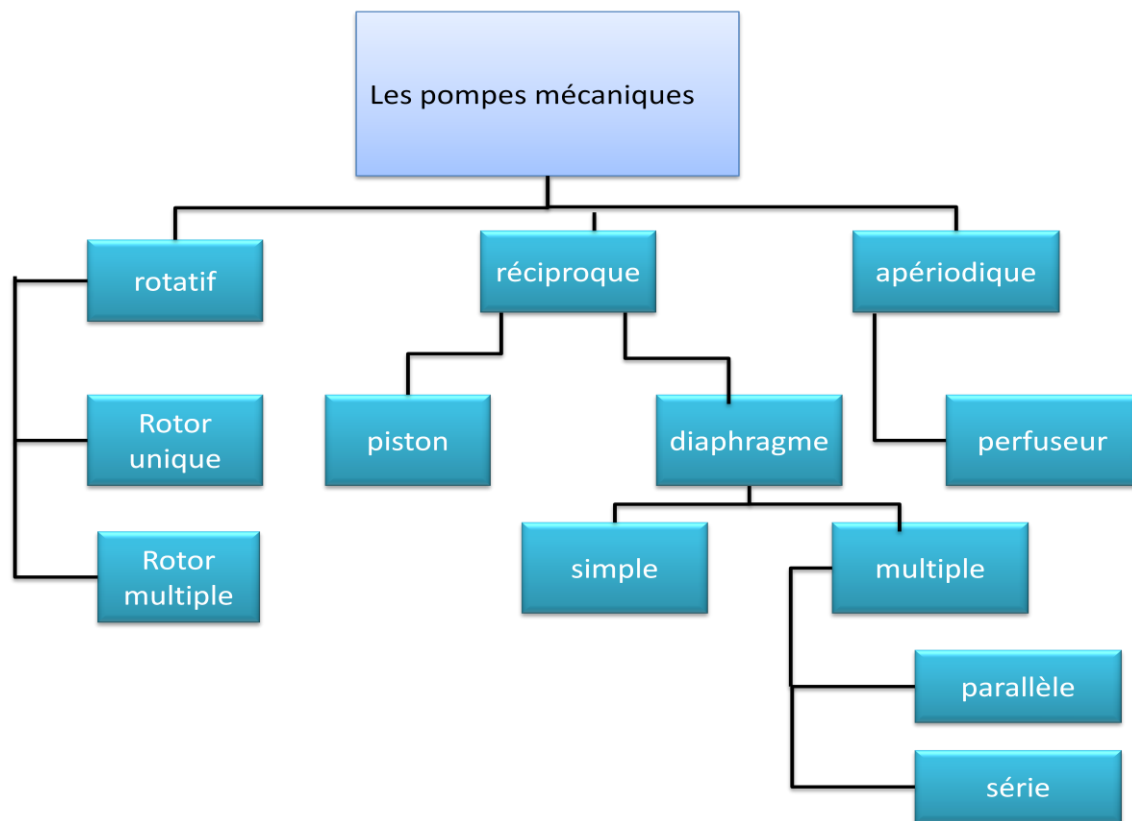 Les pompes mécaniques
rotatif
réciproque
apériodique
Rotor
unique
piston
diaphragme
perfuseur
Rotor
multiple
simple
multiple
parallèle
série